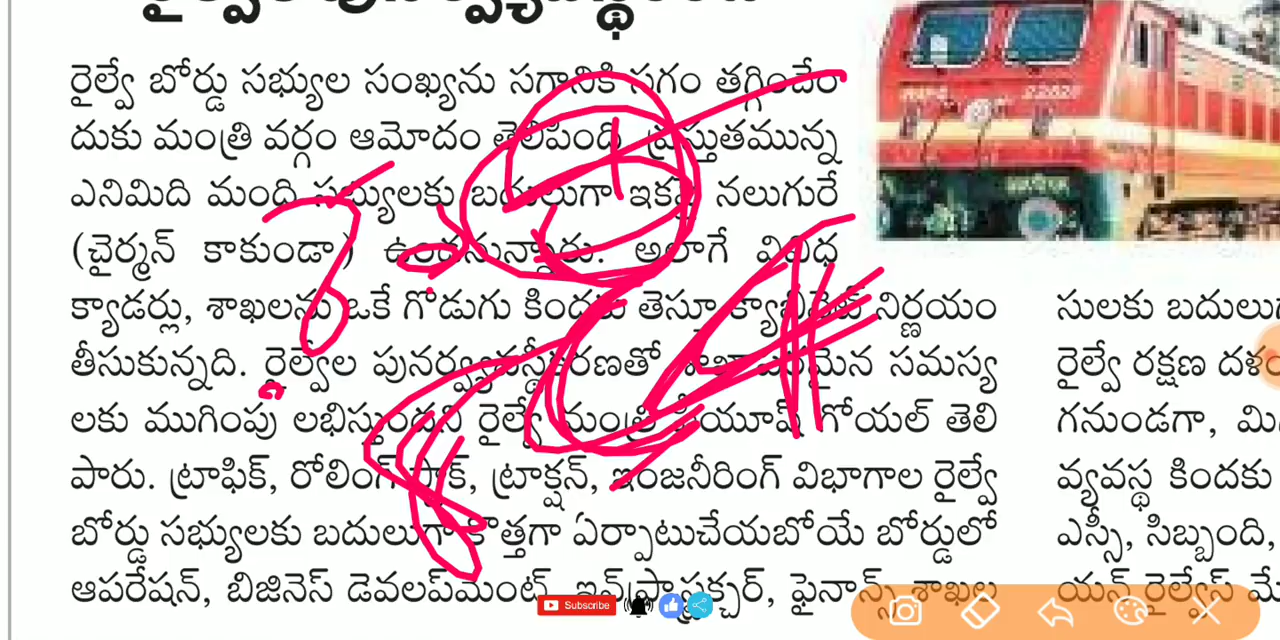 రైల్వే బోర్డు సభ్యుల సంఖ్యను సగానికి సగం తగ్గించేం
దుకు మంత్రి వర్గం ఆమోదం తెలిపింది. ప్రస్తుతమున్న
ఎనిమిది మంది సభ్యులకు బదులుగా ఇకపై నలుగురే
(చైర్మన్ కాకుండా) ఉండనున్నారు. అలాగే వివిధ
క్యాడర్లు, శాఖలను ఒకే గొడుగు కిందకు తెస్తూ క్యాబినెట్ నిర్ణయం
తీసుకున్నది. రైల్వేల పునర్వ్యవస్థీకరణతో సమస్య
లకు ముగింపు లభిస్తుందని రైల్వే మంత్రి పీయూష్ గోయల్ తెలి
పారు. ట్రాఫిక్, రోలింగ్ స్టాక్, ట్రాక్షన్, ఇంజనీరింగ్ విభాగాల రైల్వే
బోర్డు సభ్యులకు బదులుగా కొత్తగా ఏర్పాటుచేయబోయే బోర్డులో
ఆపరేషన్, బిజినెస్ డెవలప్‌మెంట్, ఇన్‌ఫ్రాస్ట్రక్చర్, ఫైనాన్స్ శాఖల
సులకు బదులు
రైల్వే రక్షణ
గనుండగా,
వ్యవస్థ కిందకు
ఎస్సీ, సిబ్బంది,
యన్ రైల్వేస్
22620
Subscribe